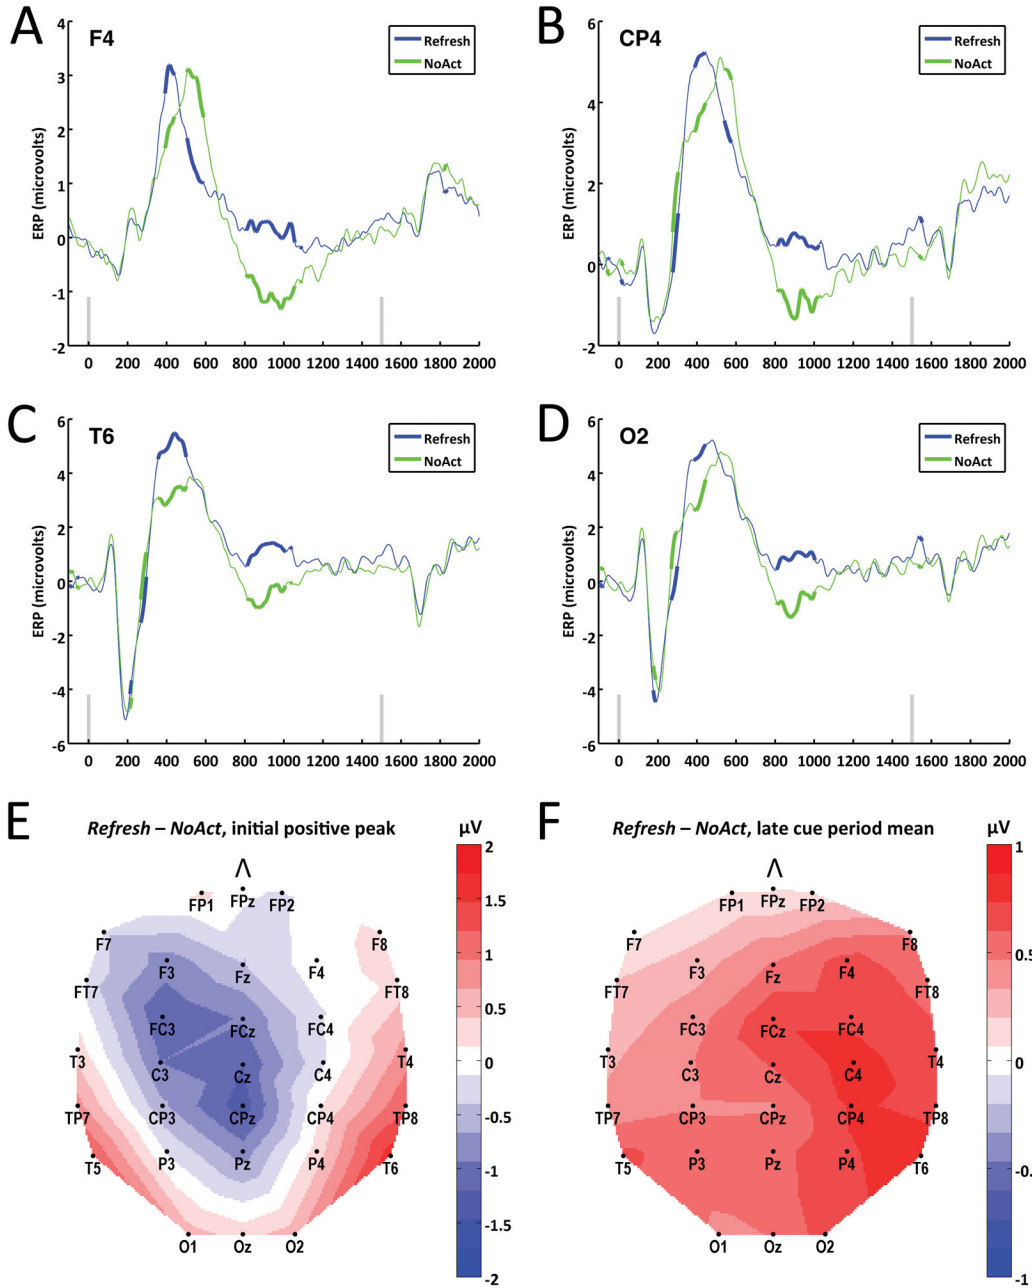 A
F4
Refresh
NoAct
ERP (microvolts)
4
3
2
1
0
-1
-2
0 200 400 600 800 1000 1200 1400 1600 1800 2000
B
CP4
Refresh
NoAct
ERP (microvolts)
6
4
2
0
-2
0 200 400 600 800 1000 1200 1400 1600 1800 2000
C
T6
Refresh
NoAct
ERP (microvolts)
6
4
2
0
-2
-4
-6
0 200 400 600 800 1000 1200 1400 1600 1800 2000
D
O2
Refresh
NoAct
ERP (microvolts)
6
4
2
0
-2
-4
-6
0 200 400 600 800 1000 1200 1400 1600 1800 2000
E
Refresh – NoAct, initial positive peak
µV
FP1 FPz FP2
F7 F8
F3 Fz F4
FT7 FT8
FC3 FCz FC4
T3 T4
C3 Cz C4
TP7 CP3 CPz CP4 TP8
T5 P3 Pz P4 T6
O1 Oz O2
2
1.5
1
0.5
0
-0.5
-1
-1.5
-2
F
Refresh – NoAct, late cue period mean
µV
FP1 FPz FP2
F7 F8
F3 Fz F4
FT7 FT8
FC3 FCz FC4
T3 T4
C3 Cz C4
TP7 CP3 CPz CP4 TP8
T5 P3 Pz P4 T6
O1 Oz O2
1
0.5
0
-0.
-1